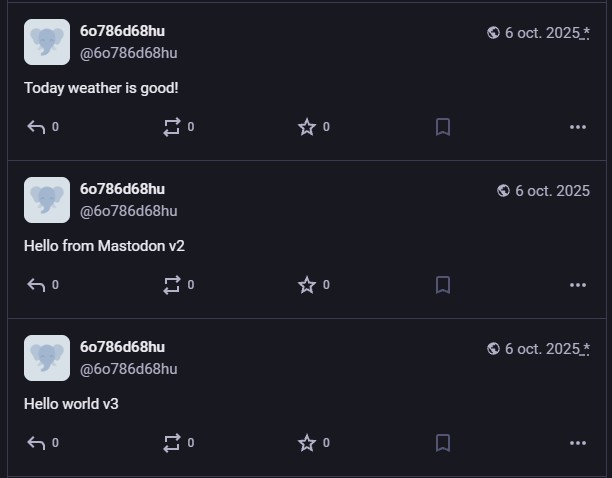 6o786d68hu
6 oct. 2025 *
@6o786d68hu
Today weather is good!
0 0 0
6o786d68hu
6 oct. 2025
@6o786d68hu
Hello from Mastodon v2
0 0 0
6o786d68hu
6 oct. 2025 *
@6o786d68hu
Hello world v3
0 0 0